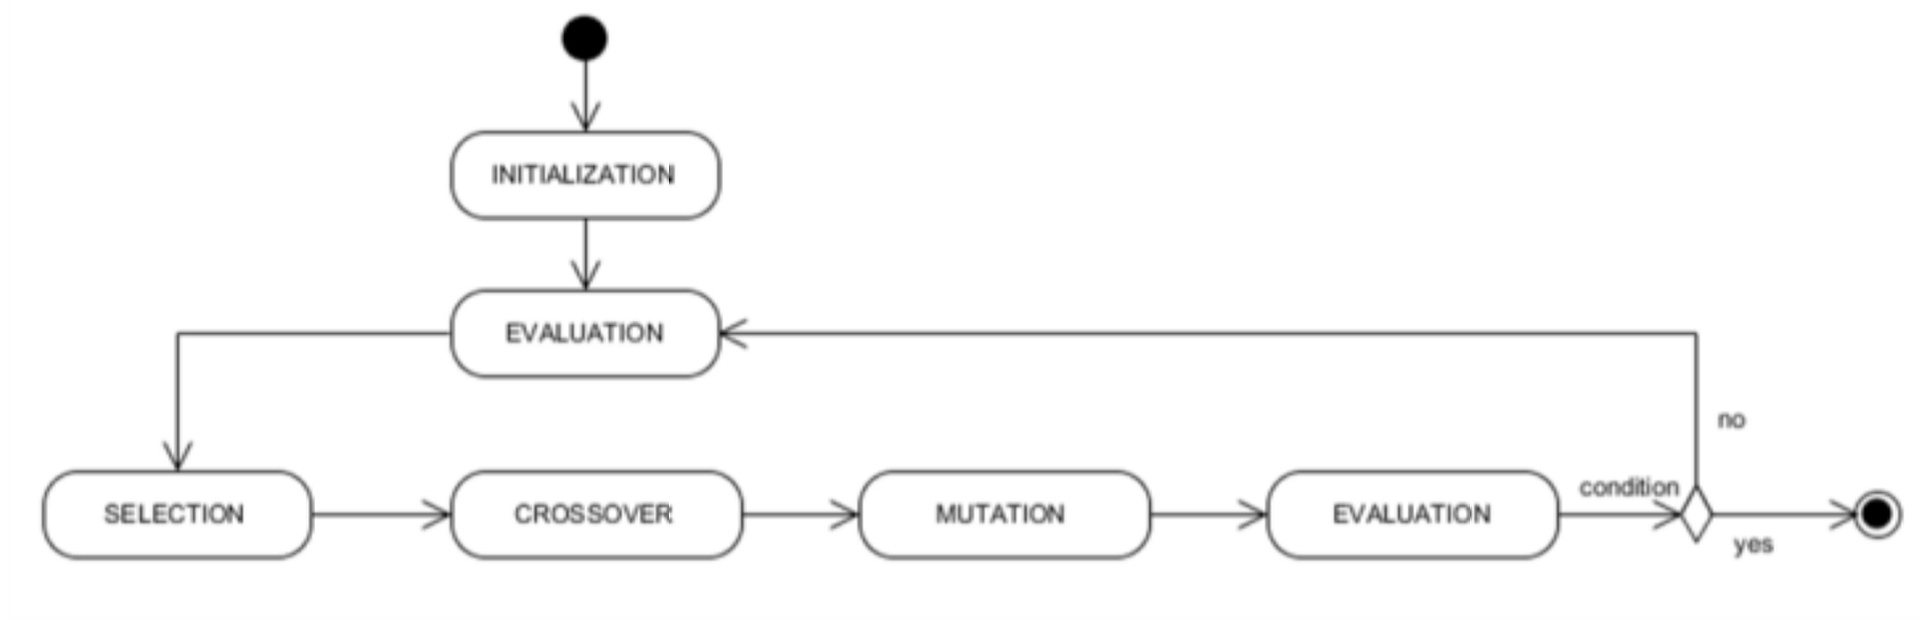 INITIALIZATION
EVALUATION
no
SELECTION
CROSSOVER
MUTATION
EVALUATION
condition
yes